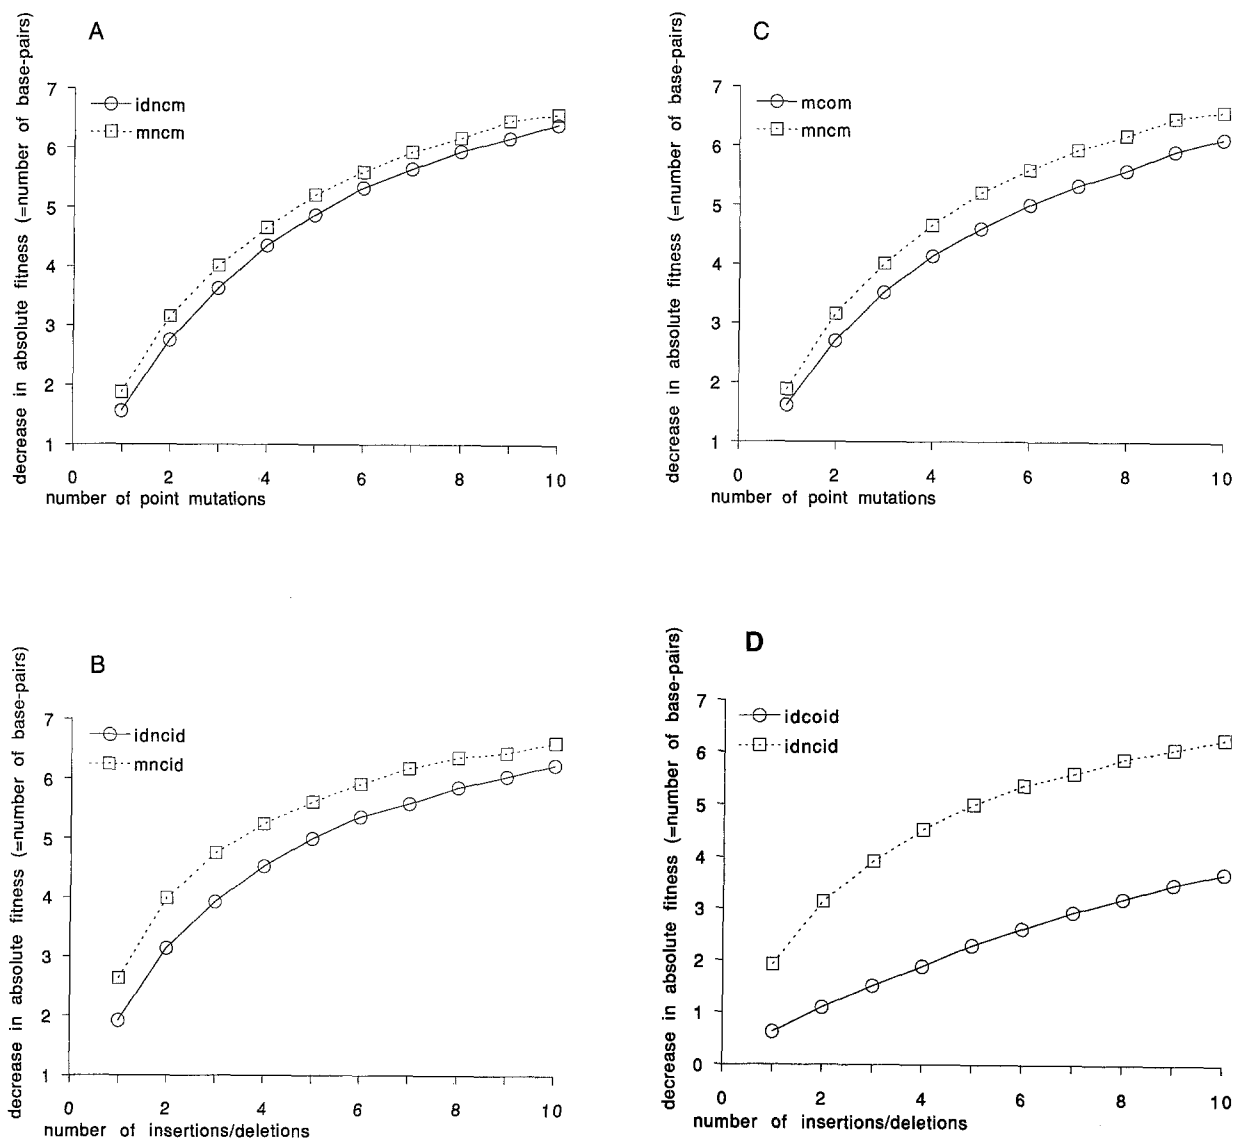 A
decrease in absolute fitness (=number of base-pairs)
7
6
5
4
3
2
1
idncm
mncm
0 2 4 6 8 10
number of point mutations
C
decrease in absolute fitness (=number of base-pairs)
7
6
5
4
3
2
1
mcom
mncm
0 2 4 6 8 10
number of point mutations
B
decrease in absolute fitness (=number of base-pairs)
7
6
5
4
3
2
1
idncid
mncid
0 2 4 6 8 10
number of insertions/deletions
D
decrease in absolute fitness (=number of base-pairs)
7
6
5
4
3
2
1
0
idcoid
idncid
0 2 4 6 8 10
number of insertions/deletions